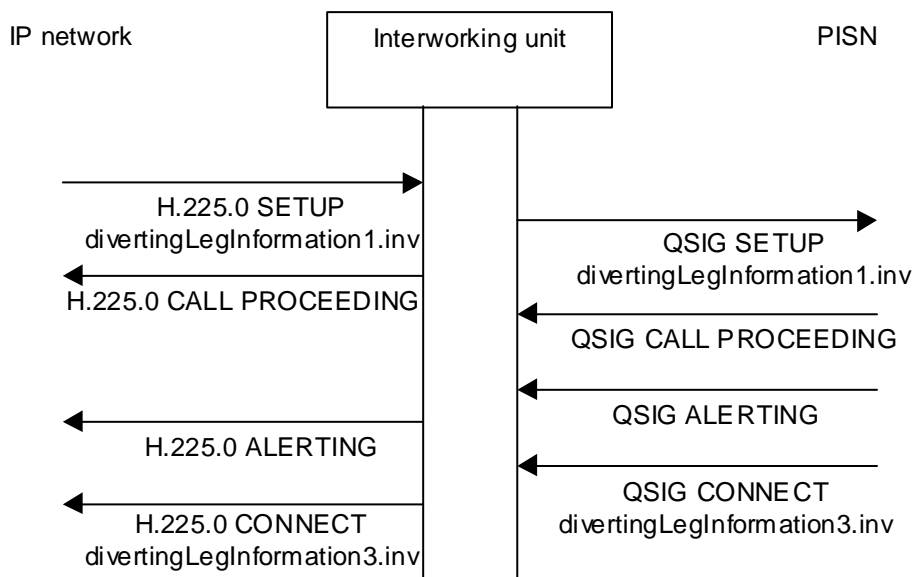 IP network
Interworking unit
PISN
H.225.0 SETUP
divertingLegInformation1.inv
QSIG SETUP
divertingLegInformation1.inv
H.225.0 CALL PROCEEDING
QSIG CALL PROCEEDING
QSIG ALERTING
H.225.0 ALERTING
QSIG CONNECT
divertingLegInformation3.inv
H.225.0 CONNECT
divertingLegInformation3.inv